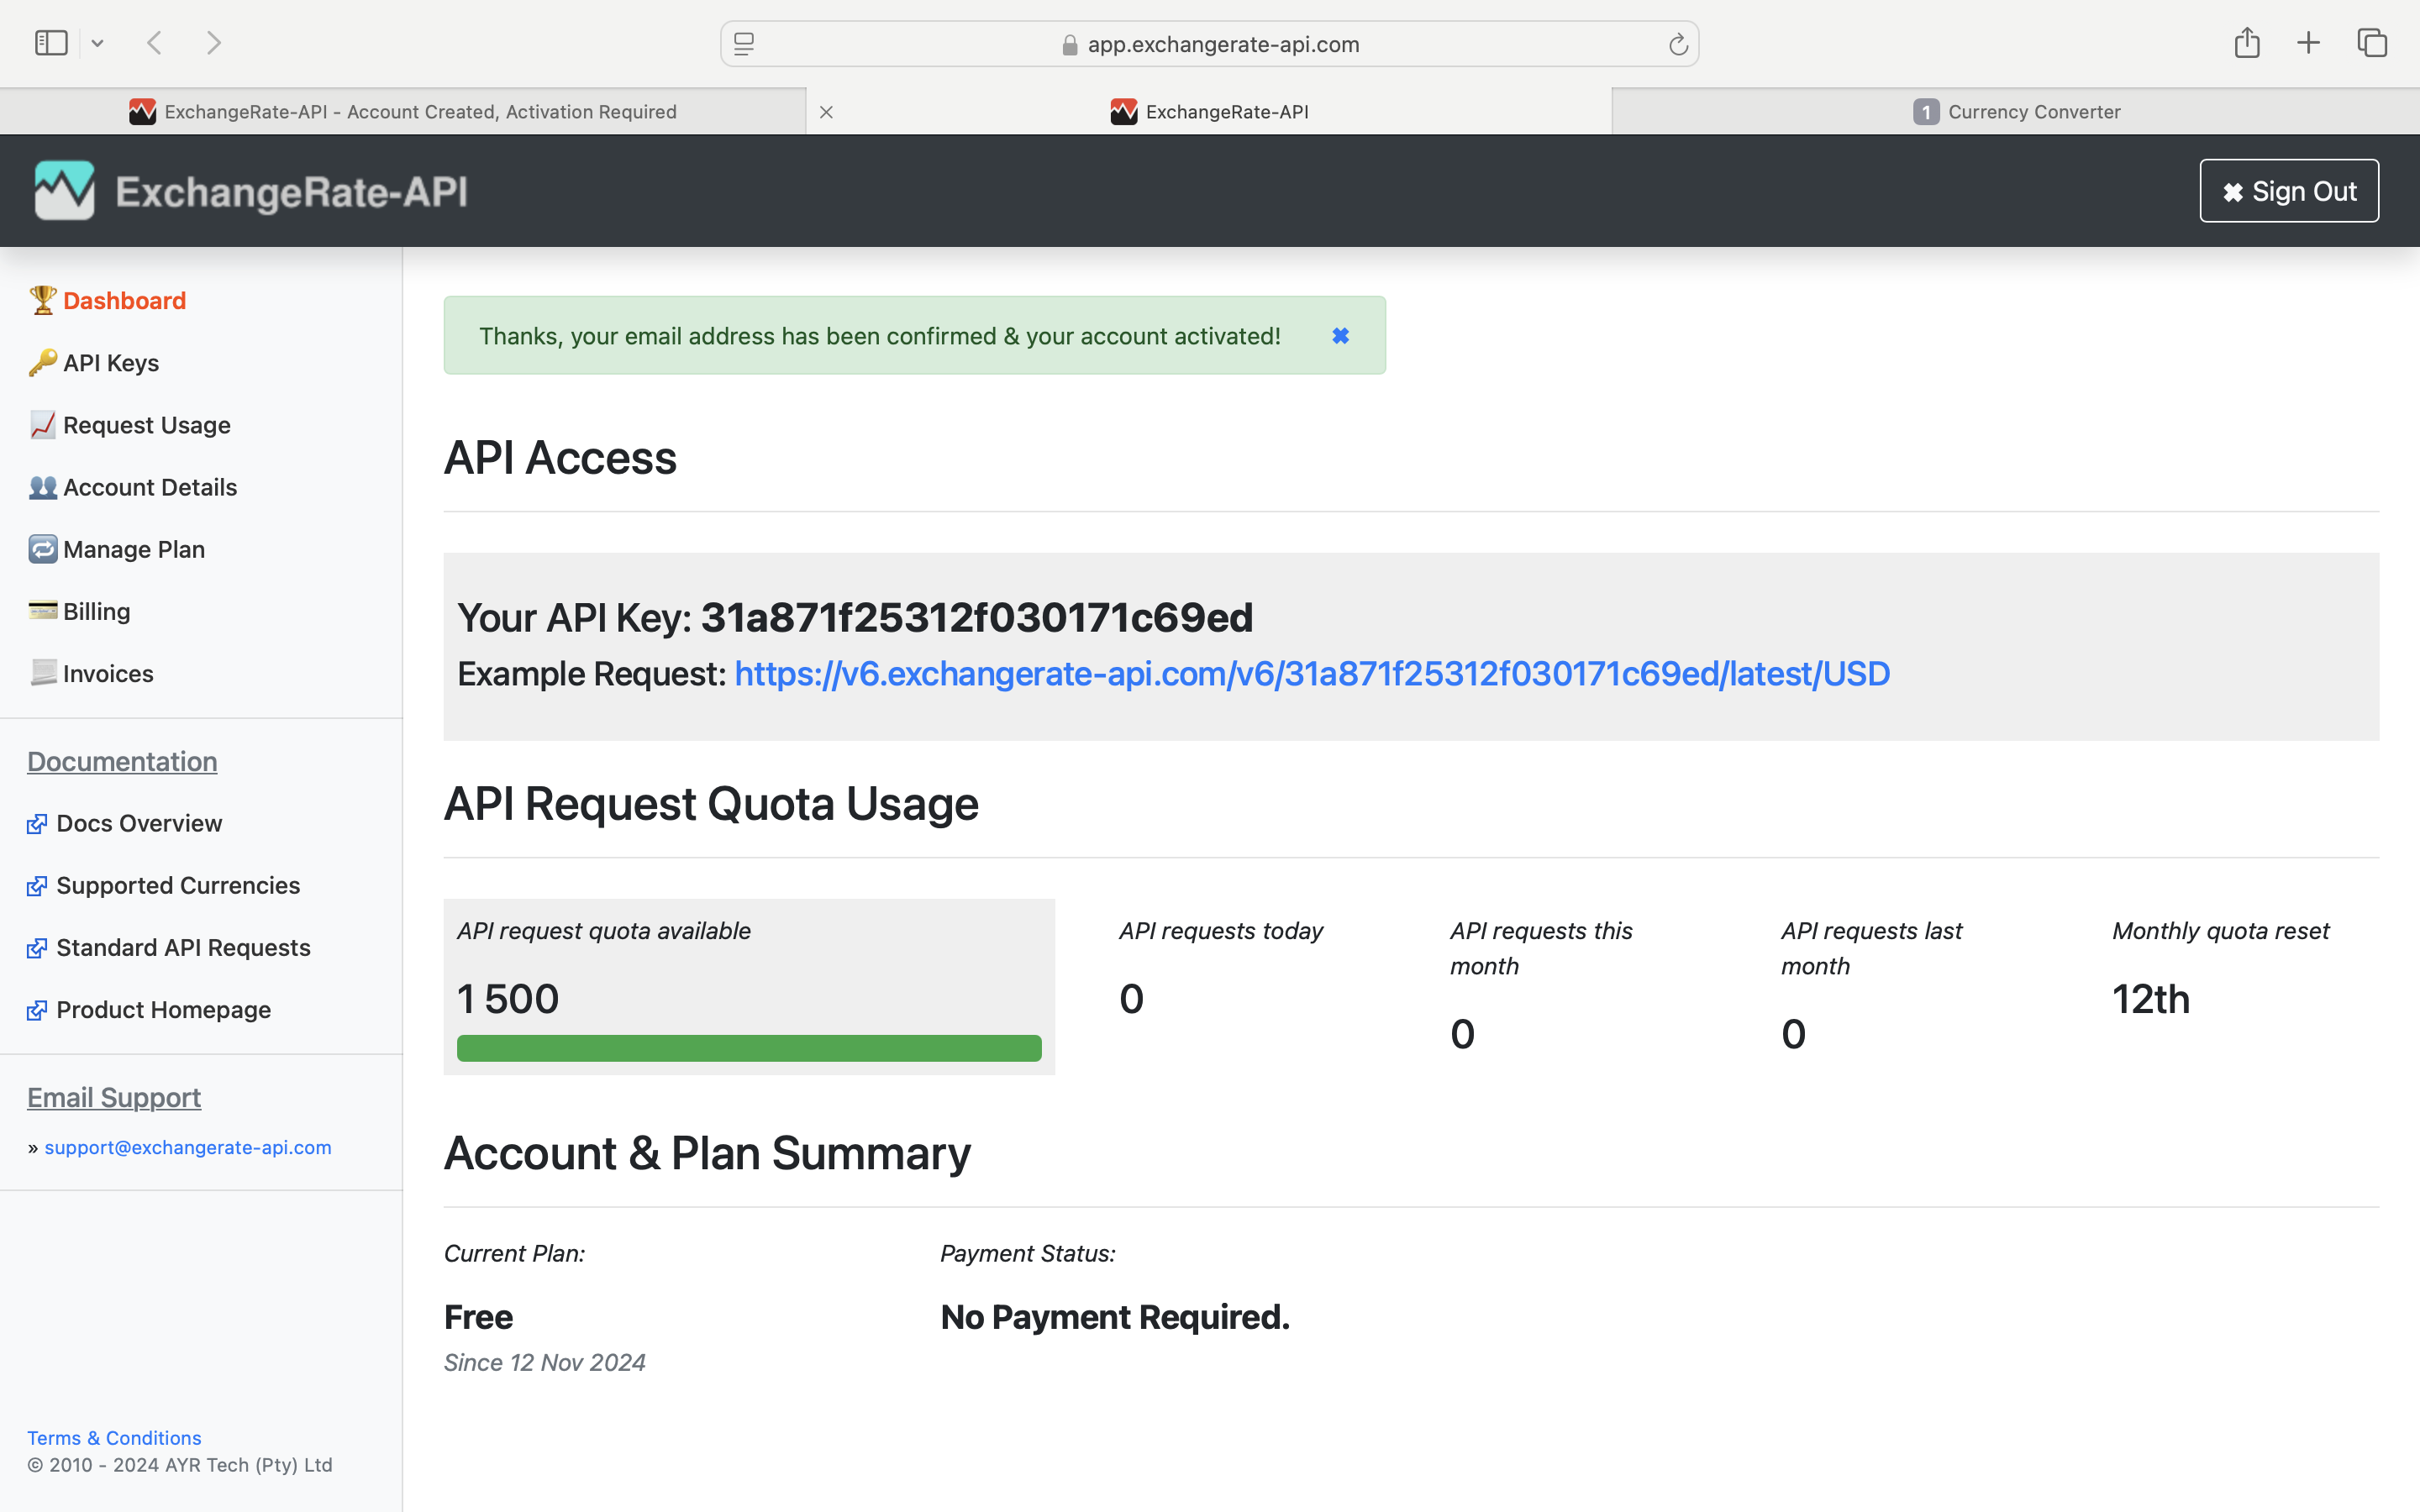 app.exchangerate-api.com
ExchangeRate-API - Account Created, Activation Required
ExchangeRate-API
1 Currency Converter
ExchangeRate-API
✖ Sign Out
Dashboard
API Keys
Request Usage
Account Details
Manage Plan
Billing
Invoices
Documentation
Docs Overview
Supported Currencies
Standard API Requests
Product Homepage
Email Support
» support@exchangerate-api.com
Terms & Conditions
© 2010 - 2024 AYR Tech (Pty) Ltd
Thanks, your email address has been confirmed & your account activated! ✖
API Access
Your API Key: 31a871f25312f030171c69ed
Example Request: https://v6.exchangerate-api.com/v6/31a871f25312f030171c69ed/latest/USD
API Request Quota Usage
API request quota available
1 500
API requests today
0
API requests this
month
0
API requests last
month
0
Monthly quota reset
12th
Account & Plan Summary
Current Plan:
Free
Since 12 Nov 2024
Payment Status:
No Payment Required.